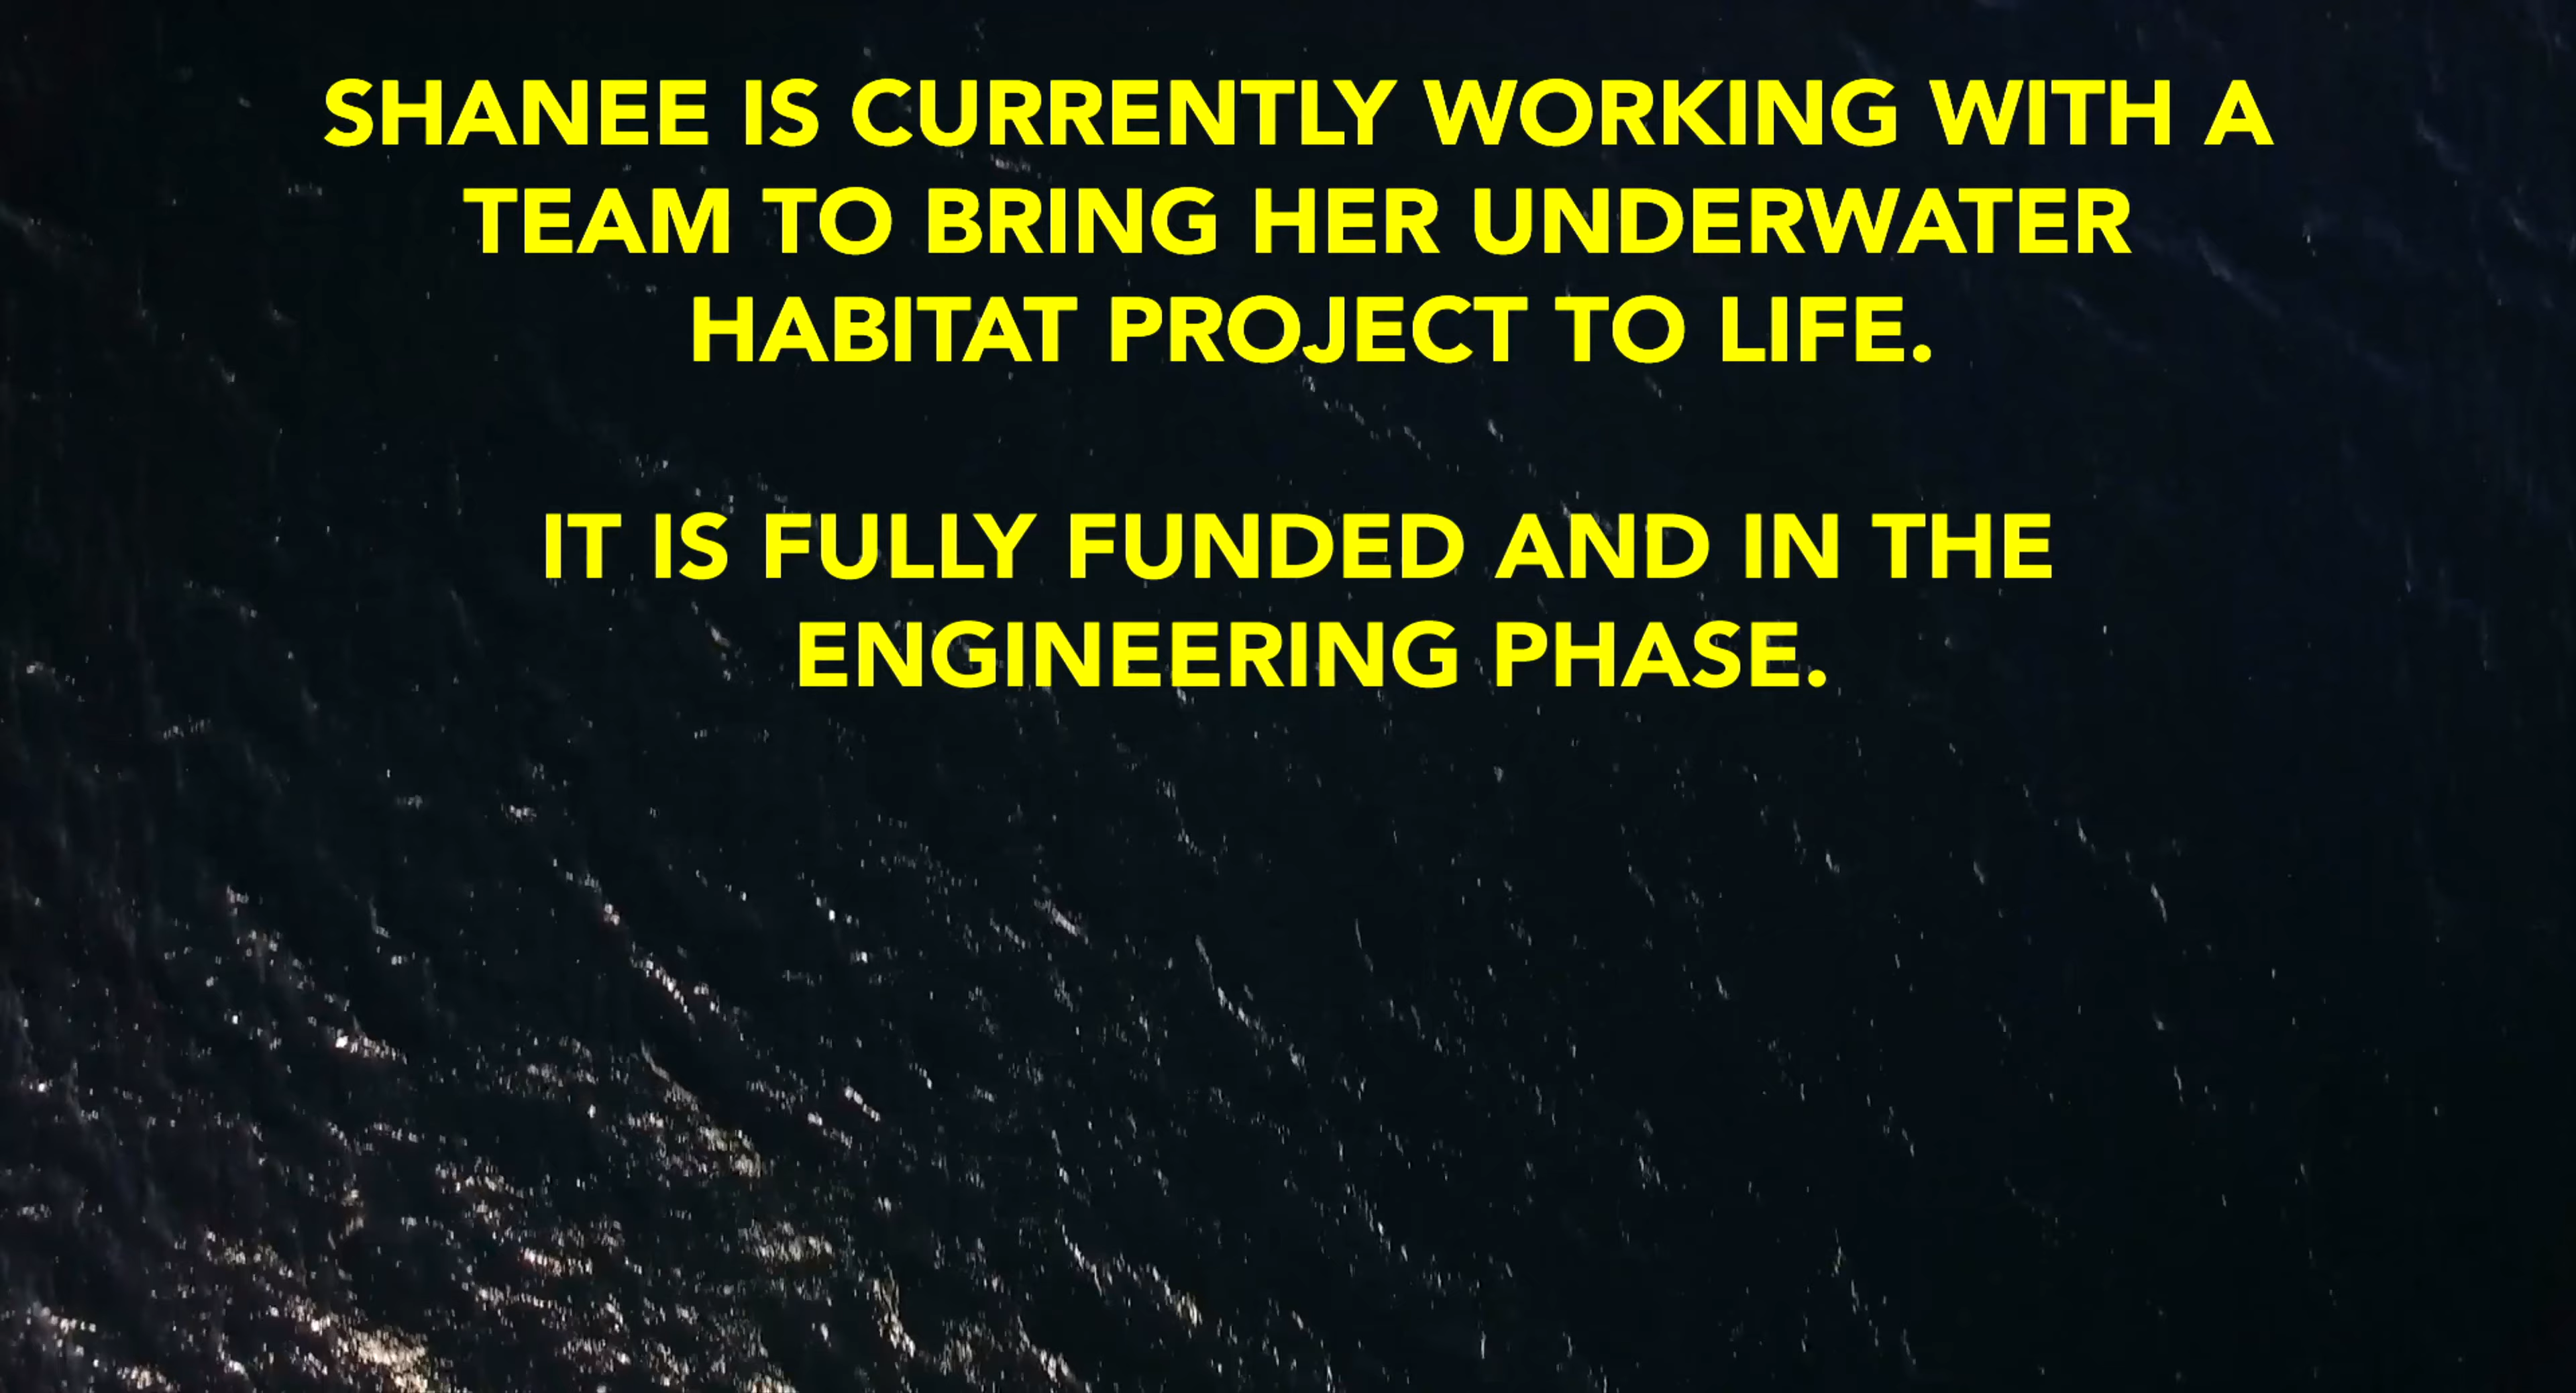 SHANEE IS CURRENTLY WORKING WITH A
TEAM TO BRING HER UNDERWATER
HABITAT PROJECT TO LIFE.
IT IS FULLY FUNDED AND IN THE
ENGINEERING PHASE.